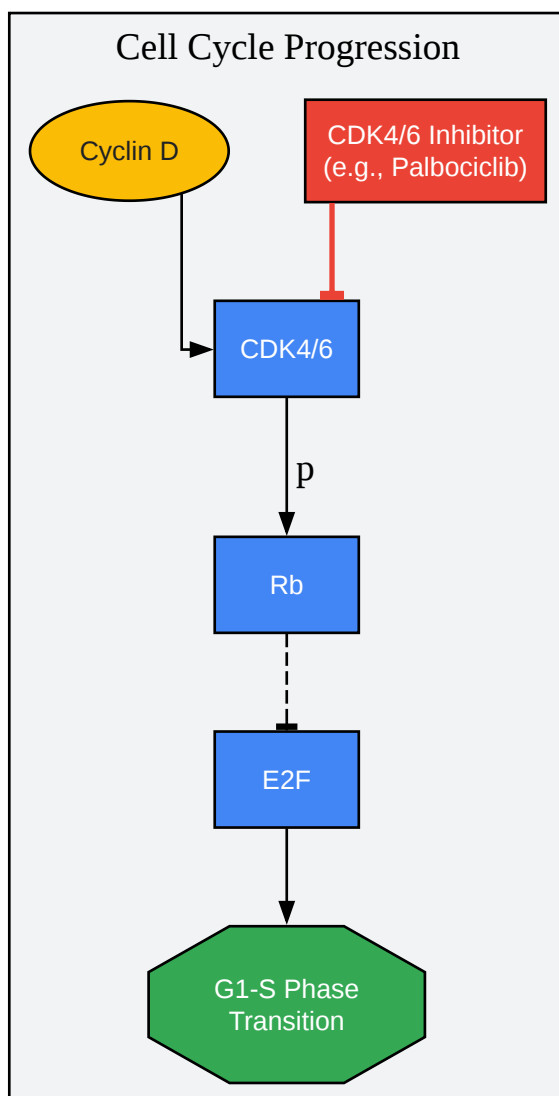 Cell Cycle Progression
Cyclin D
CDK4/6 Inhibitor
(e.g., Palbociclib)
CDK4/6
p
Rb
E2F
G1-S Phase
Transition